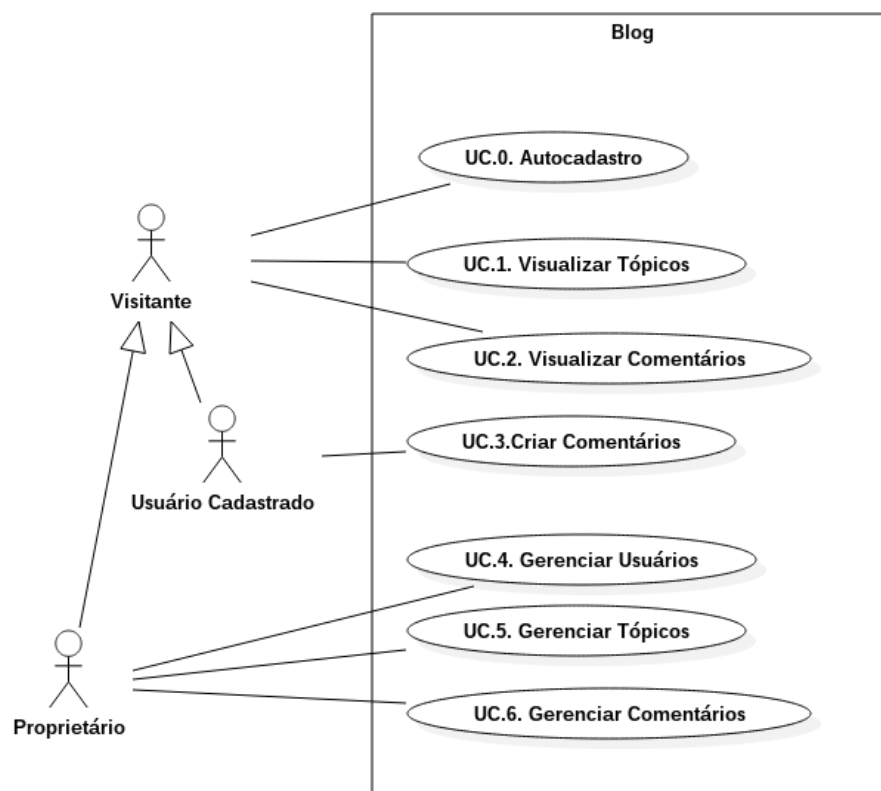 Blog
UC.0. Autocadastro
UC.1. Visualizar Tópicos
Visitante
UC.2. Visualizar Comentários
UC.3.Criar Comentários
Usuário Cadastrado
UC.4. Gerenciar Usuários
UC.5. Gerenciar Tópicos
UC.6. Gerenciar Comentários
Proprietário